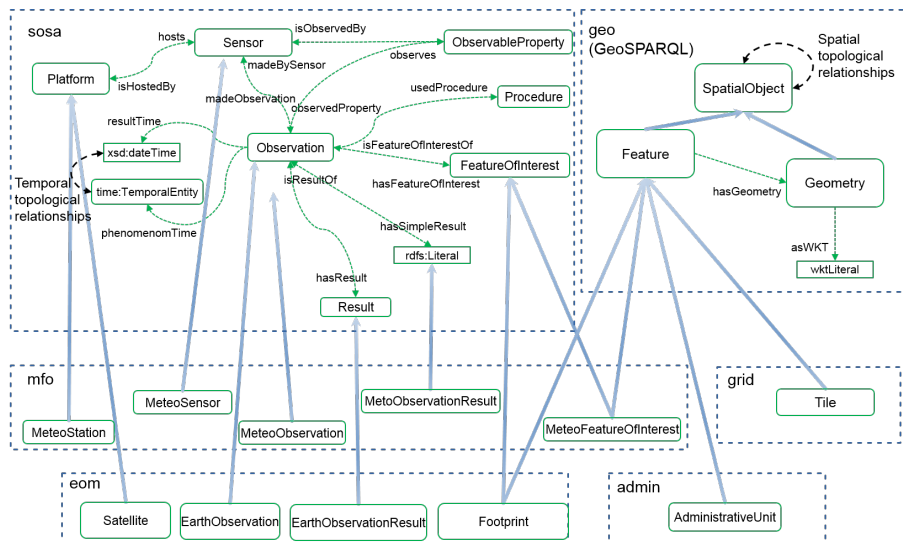 sosa
hosts
Sensor
isObservedBy
ObservableProperty
geo
(GeoSPARQL)
Spatial
topological
relationships
Platform
isHostedBy
madeBySensor
observes
SpatialObject
madeObservation
observedProperty
usedProcedure
Procedure
resultTime
Observation
isFeatureOfInterestOf
xsd:dateTime
FeatureOfInterest
Feature
Temporal
topological
relationships
time:TemporalEntity
isResultOf
hasFeatureOfInterest
hasGeometry
Geometry
phenomenomTime
hasSimpleResult
rdfs:Literal
asWKT
wktLiteral
hasResult
Result
mfo
MeteoStation
MeteoSensor
MeteoObservation
MetoObservationResult
MeteoFeatureOfInterest
grid
Tile
eom
Satellite
EarthObservation
EarthObservationResult
Footprint
admin
AdministrativeUnit